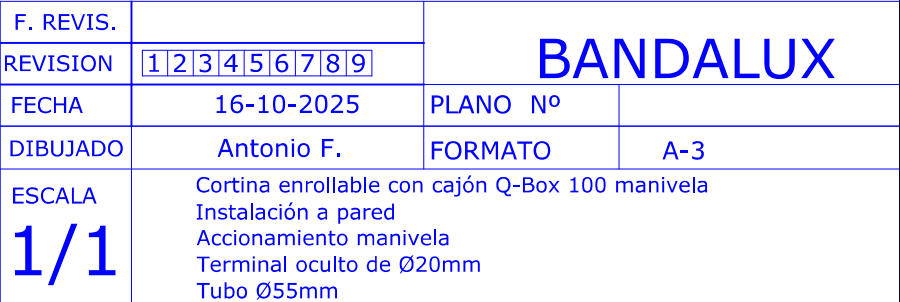 F. REVIS.
REVISION 1 2 3 4 5 6 7 8 9
BANDALUX
FECHA 16-10-2025 PLANO Nº
DIBUJADO Antonio F. FORMATO A-3
ESCALA
1/1
Cortina enrollable con cajón Q-Box 100 manivela
Instalación a pared
Accionamiento manivela
Terminal oculto de Ø20mm
Tubo Ø55mm